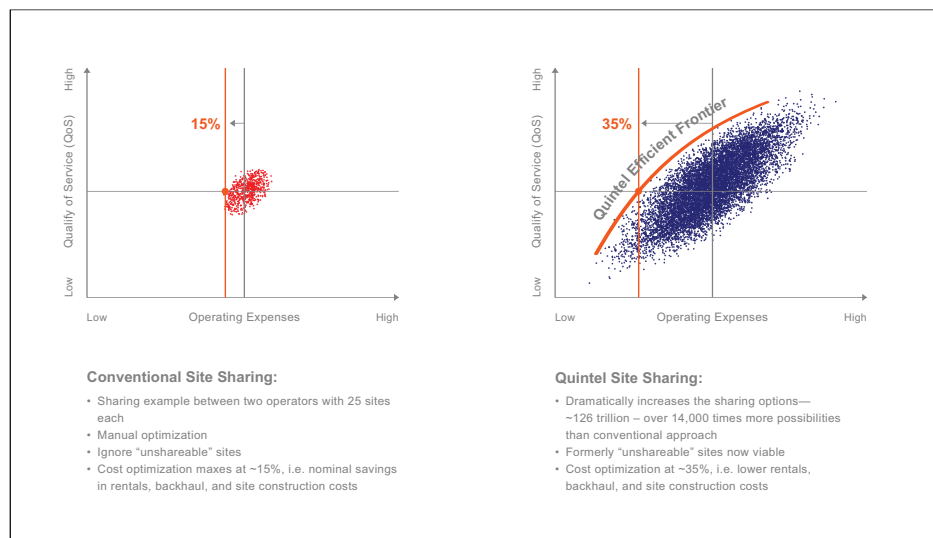 High
15%
Qualify of Service (QoS)
Low
Low
Operating Expenses
High
High
35%
Quintel Efficient Frontier
Qualify of Service (QoS)
Low
Low
Operating Expenses
High
Conventional Site Sharing:
• Sharing example between two operators with 25 sites
each
• Manual optimization
• Ignore “unshareable” sites
• Cost optimization maxes at ~15%, i.e. nominal savings
in rentals, backhaul, and site construction costs
Quintel Site Sharing:
• Dramatically increases the sharing options—
~126 trillion – over 14,000 times more possibilities
than conventional approach
• Formerly “unshareable” sites now viable
• Cost optimization at ~35%, i.e. lower rentals,
backhaul, and site construction costs